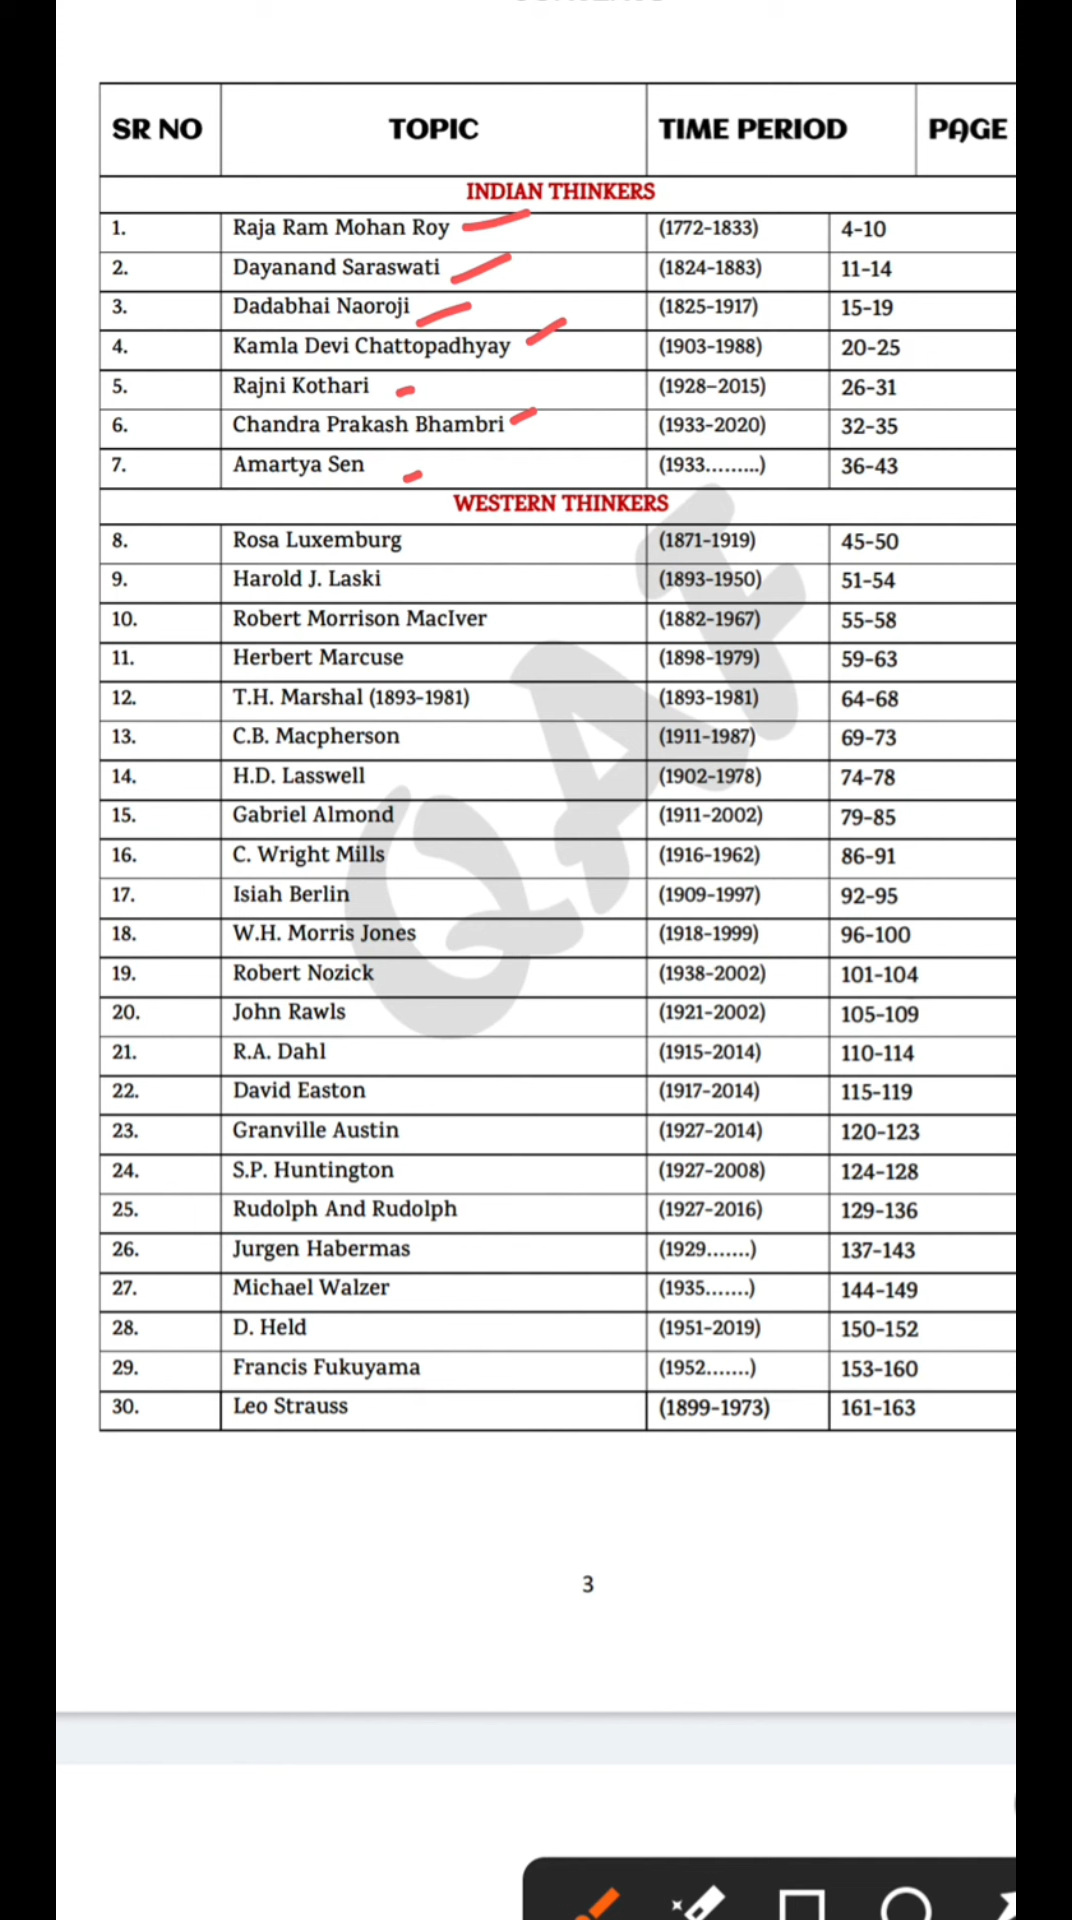 SR NO TOPIC TIME PERIOD PAGE
INDIAN THINKERS
1. Raja Ram Mohan Roy (1772-1833) 4-10
2. Dayanand Saraswati (1824-1883) 11-14
3. Dadabhai Naoroji (1825-1917) 15-19
4. Kamla Devi Chattopadhyay (1903-1988) 20-25
5. Rajni Kothari (1928–2015) 26-31
6. Chandra Prakash Bhambri (1933-2020) 32-35
7. Amartya Sen (1933.........) 36-43
WESTERN THINKERS
8. Rosa Luxemburg (1871-1919) 45-50
9. Harold J. Laski (1893-1950) 51-54
10. Robert Morrison MacIver (1882-1967) 55-58
11. Herbert Marcuse (1898-1979) 59-63
12. T.H. Marshal (1893-1981) (1893-1981) 64-68
13. C.B. Macpherson (1911-1987) 69-73
14. H.D. Lasswell (1902-1978) 74-78
15. Gabriel Almond (1911-2002) 79-85
16. C. Wright Mills (1916-1962) 86-91
17. Isiah Berlin (1909-1997) 92-95
18. W.H. Morris Jones (1918-1999) 96-100
19. Robert Nozick (1938-2002) 101-104
20. John Rawls (1921-2002) 105-109
21. R.A. Dahl (1915-2014) 110-114
22. David Easton (1917-2014) 115-119
23. Granville Austin (1927-2014) 120-123
24. S.P. Huntington (1927-2008) 124-128
25. Rudolph And Rudolph (1927-2016) 129-136
26. Jurgen Habermas (1929.......) 137-143
27. Michael Walzer (1935.......) 144-149
28. D. Held (1951-2019) 150-152
29. Francis Fukuyama (1952.......) 153-160
30. Leo Strauss (1899-1973) 161-163
QAF
3